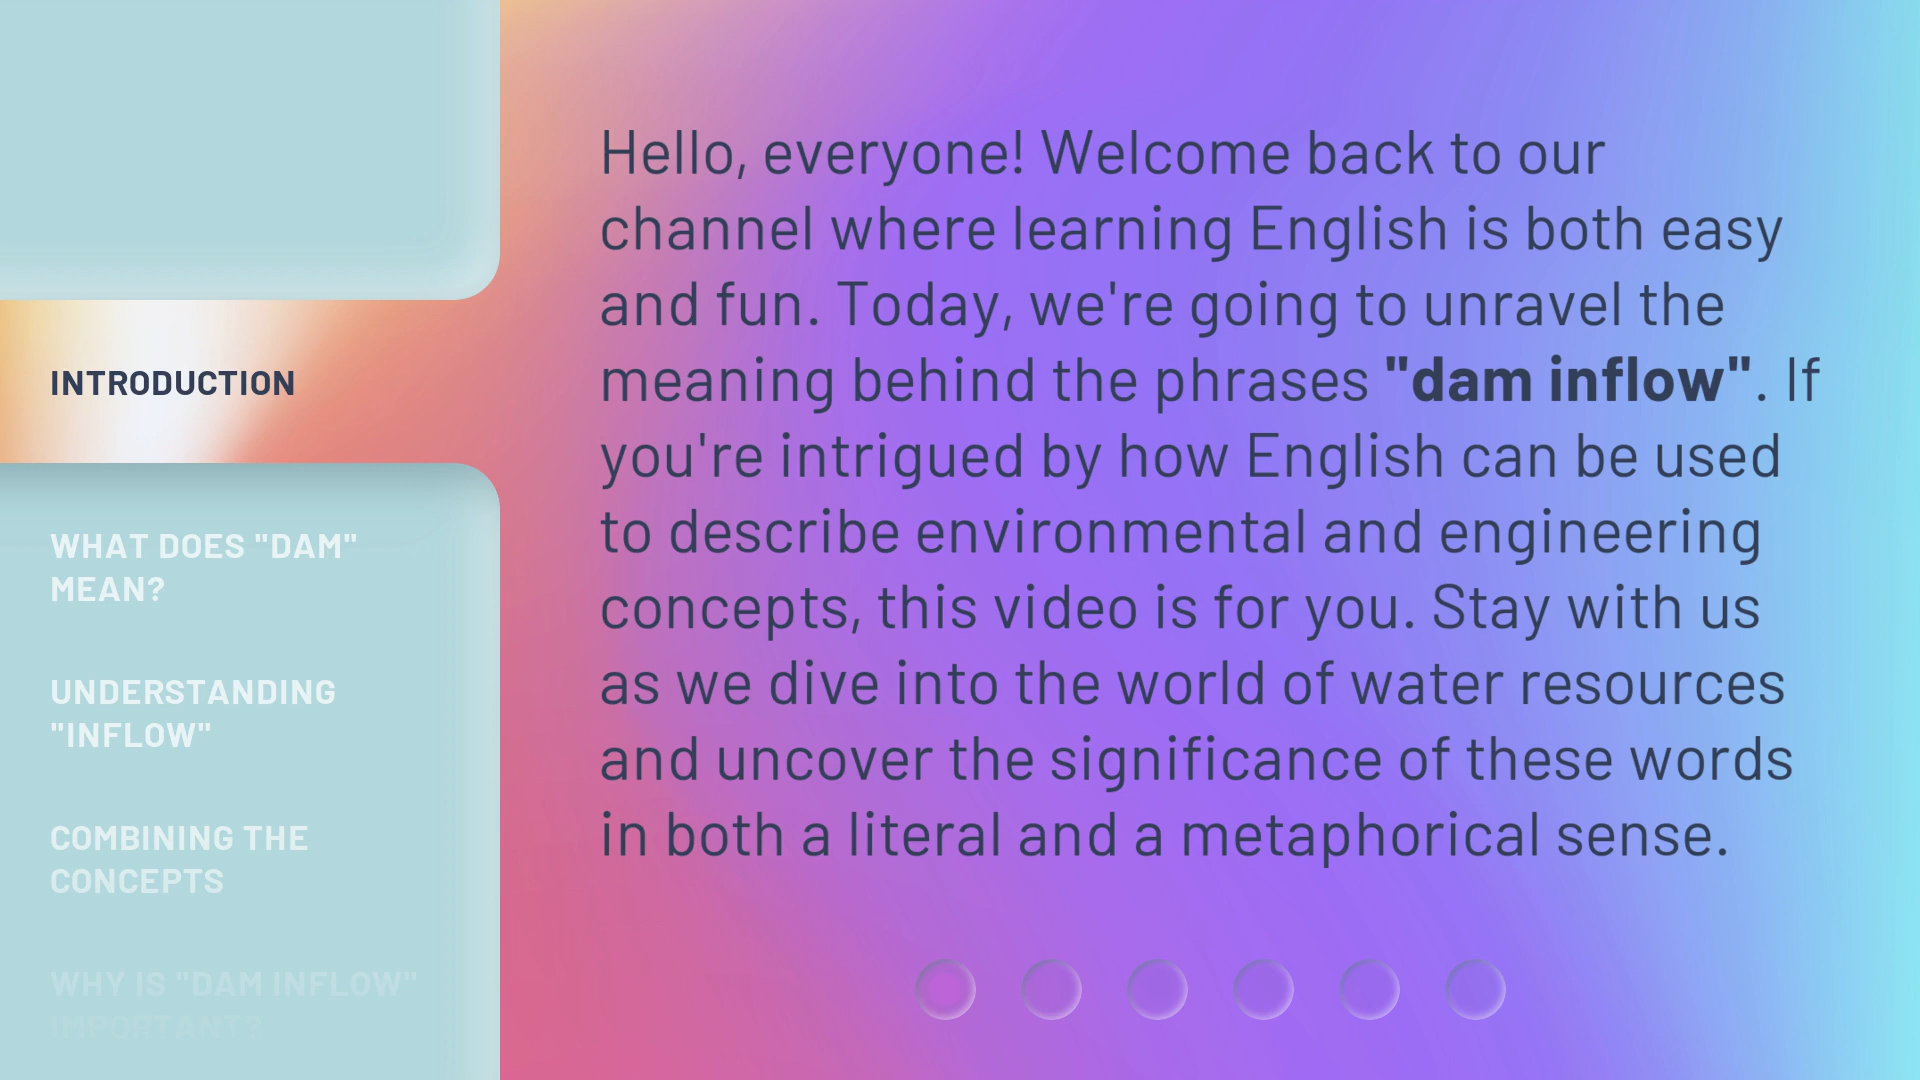 INTRODUCTION
WHAT DOES "DAM"
MEAN?
UNDERSTANDING
"INFLOW"
COMBINING THE
CONCEPTS
WHY IS "DAM INFLOW"
IMPORTANT?
Hello, everyone! Welcome back to our
channel where learning English is both easy
and fun. Today, we're going to unravel the
meaning behind the phrases "dam inflow". If
you're intrigued by how English can be used
to describe environmental and engineering
concepts, this video is for you. Stay with us
as we dive into the world of water resources
and uncover the significance of these words
in both a literal and a metaphorical sense.